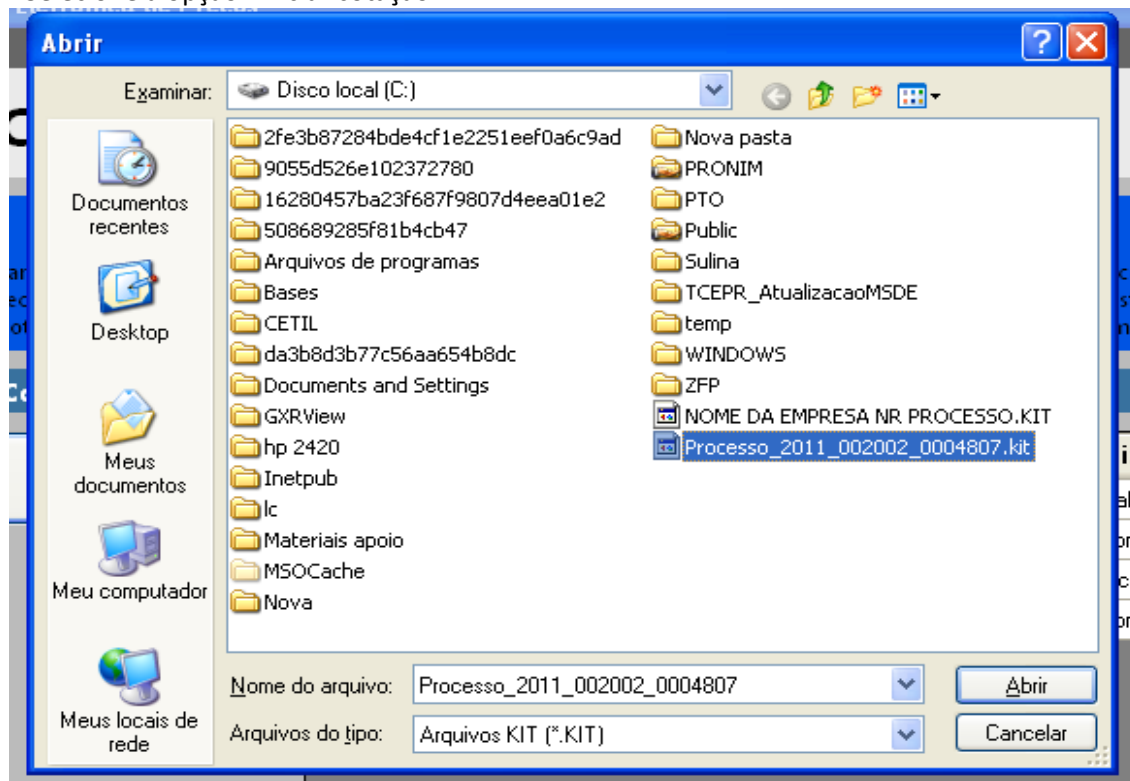 Abrir
Examinar:
Disco local (C:)
Documentos
recentes
Desktop
Meus
documentos
Meu computador
Meus locais de
rede
2fe3b87284bde4cf1e2251eef0a6c9ad
9055d526e102372780
16280457ba23f687f9807d4eea01e2
508689285f81b4cb47
Arquivos de programas
Bases
CETIL
da3b8d3b77c56aa654b8dc
Documents and Settings
GXRView
hp 2420
Inetpub
lc
Materiais apoio
MSOCache
Nova
Nova pasta
PRONIM
PTO
Public
Sulina
TCEPR_AtualizacaoMSDE
temp
WINDOWS
ZFP
NOME DA EMPRESA NR PROCESSO.KIT
Processo_2011_002002_0004807.kit
Nome do arquivo:
Processo_2011_002002_0004807
Abrir
Arquivos do tipo:
Arquivos KIT (*.KIT)
Cancelar